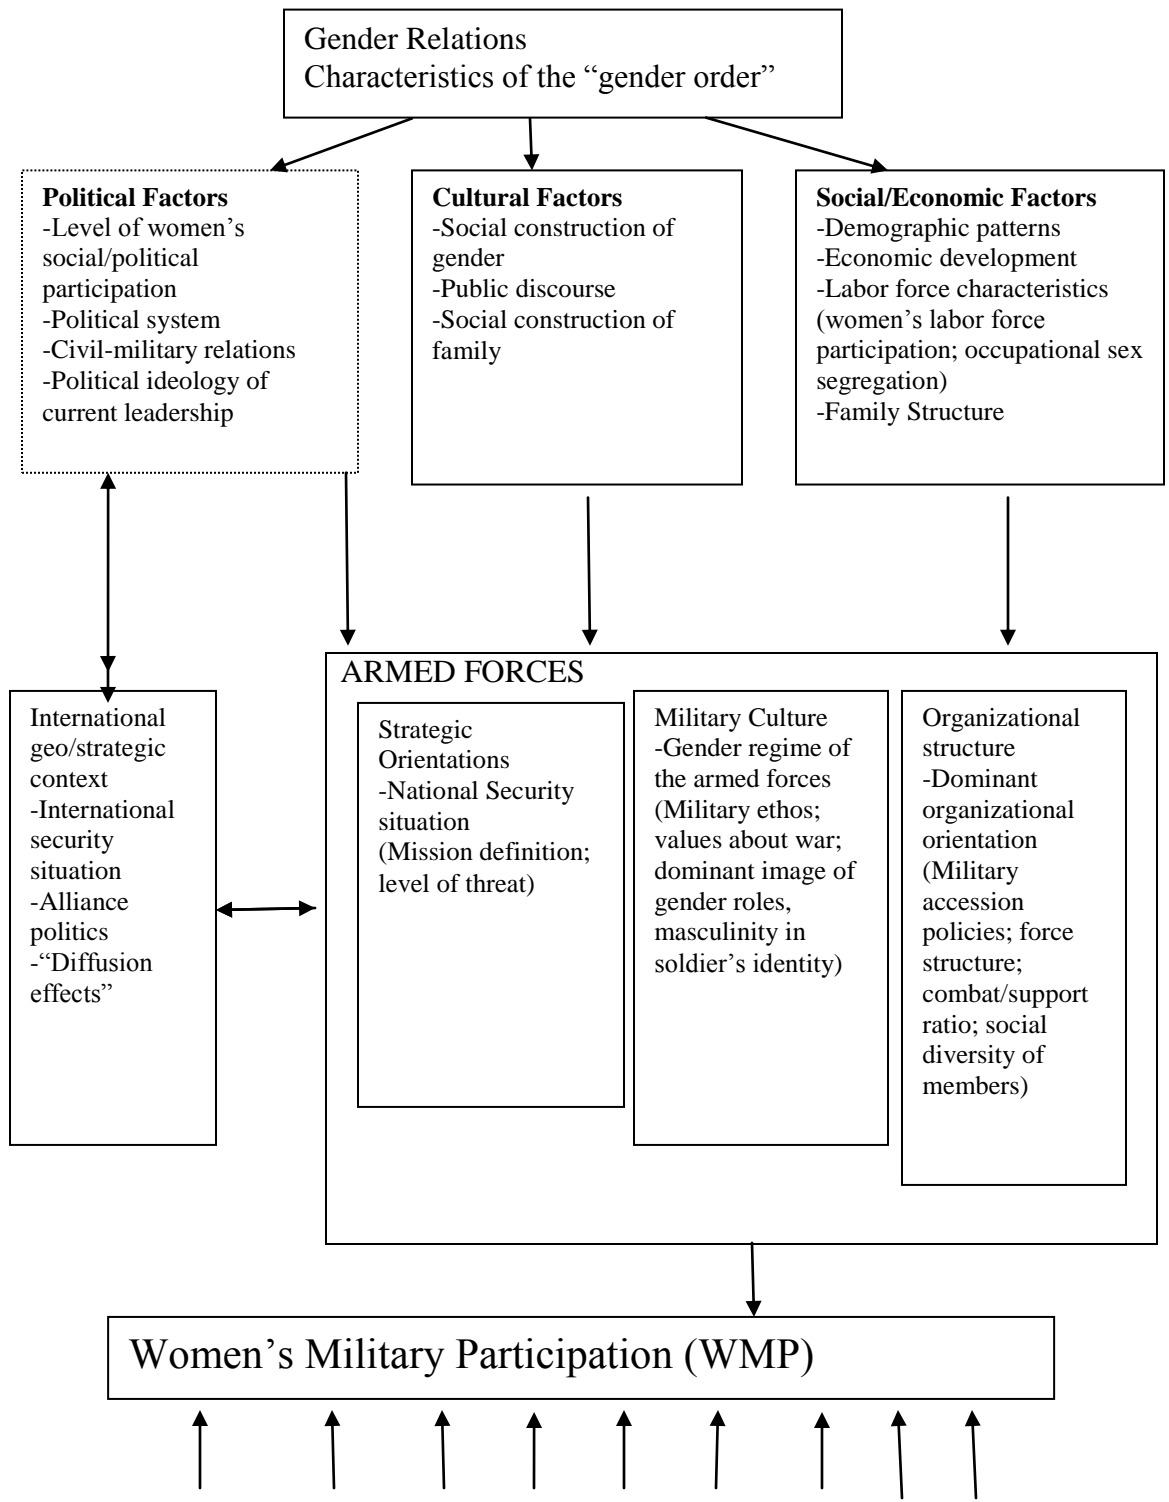 Gender Relations
Characteristics of the “gender order”
Political Factors
-Level of women’s
social/political
participation
-Political system
-Civil-military relations
-Political ideology of
current leadership
Cultural Factors
-Social construction of
gender
-Public discourse
-Social construction of
family
Social/Economic Factors
-Demographic patterns
-Economic development
-Labor force characteristics
(women’s labor force
participation; occupational sex
segregation)
-Family Structure
International
geo/strategic
context
-International
security
situation
-Alliance
politics
-“Diffusion
effects”
ARMED FORCES
Strategic
Orientations
-National Security
situation
(Mission definition;
level of threat)
Military Culture
-Gender regime of
the armed forces
(Military ethos;
values about war;
dominant image of
gender roles,
masculinity in
soldier’s identity)
Organizational
structure
-Dominant
organizational
orientation
(Military
accession
policies; force
structure;
combat/support
ratio; social
diversity of
members)
Women’s Military Participation (WMP)